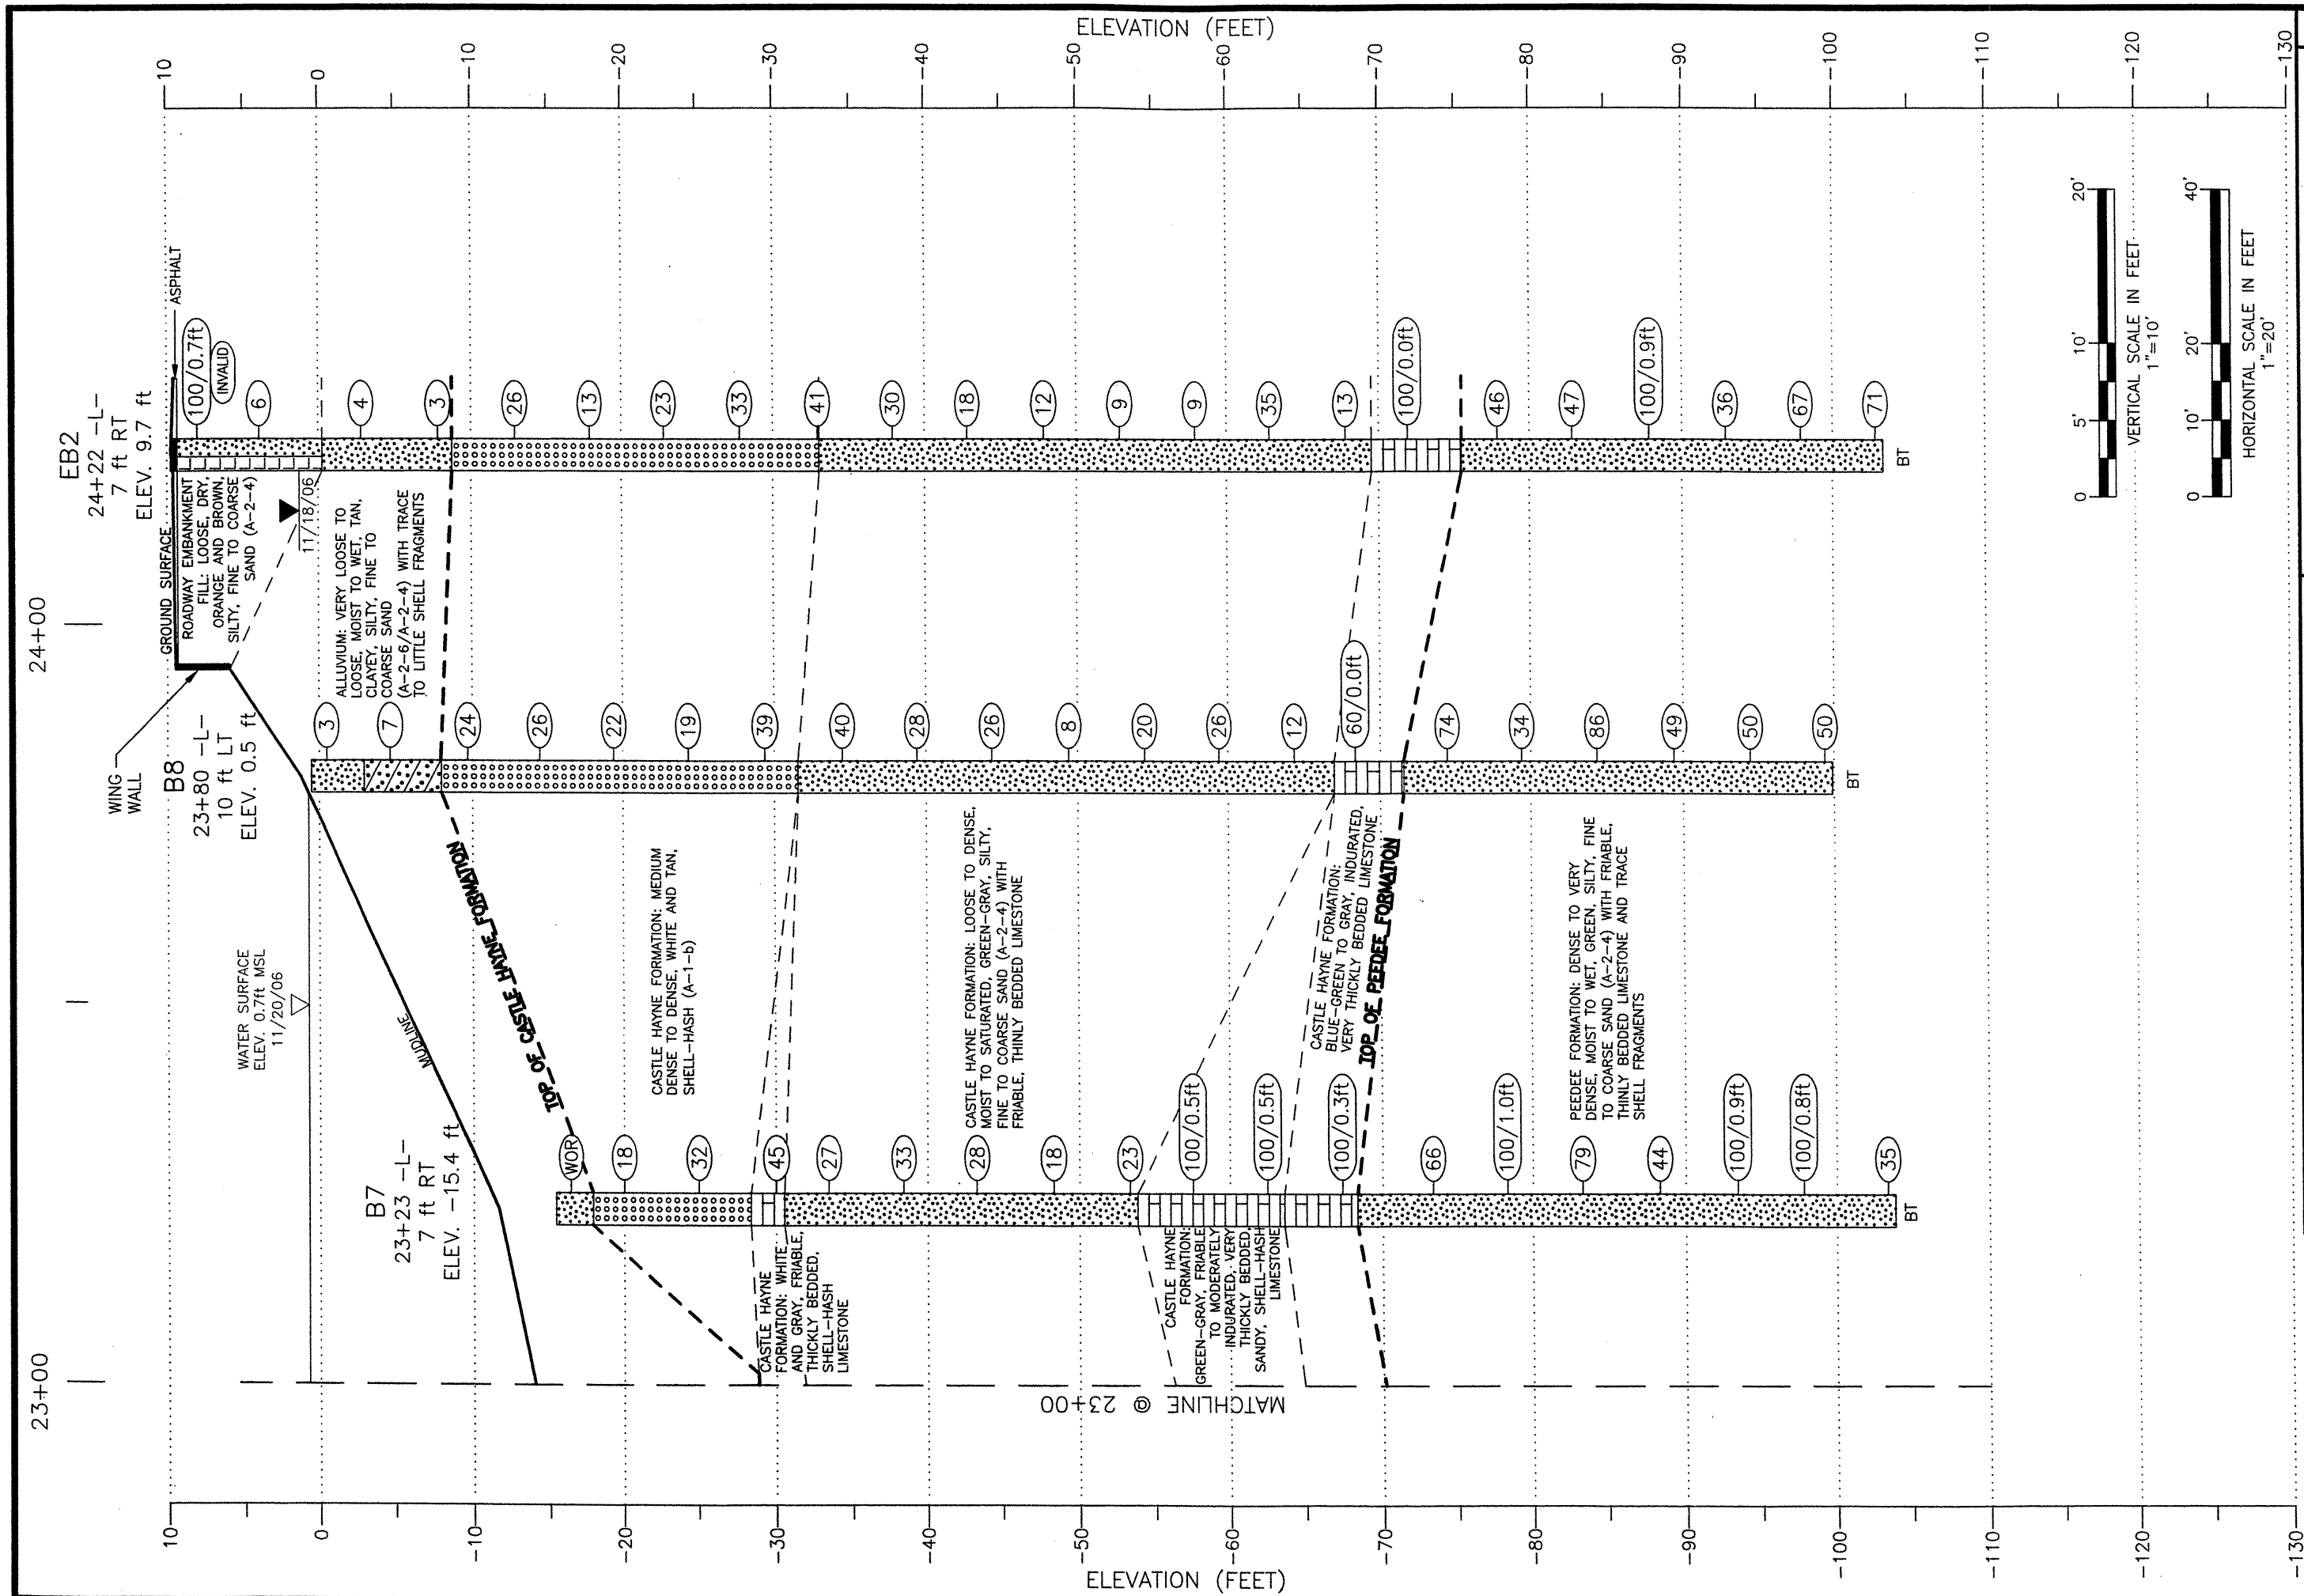 23+00
24+00
EB2
24+22 -L-
7 ft RT
ELEV. 9.7 ft
ASPHALT
GROUND SURFACE
WING
WALL
B8
23+80 -L-
10 ft LT
ELEV. 0.5 ft
B7
23+23 -L-
7 ft RT
ELEV. -15.4 ft
WATER SURFACE
ELEV. 0.7ft MSL
11/20/06
MUDLINE
ROADWAY EMBANKMENT
FILL: LOOSE, DRY,
ORANGE AND BROWN,
SILTY, FINE TO COARSE
SAND (A-2-4)
11/18/06
ALLUVIUM: VERY LOOSE TO
LOOSE, MOIST TO WET, TAN,
CLAYEY, SILTY, FINE TO
COARSE SAND
(A-2-6/A-2-4) WITH TRACE
TO LITTLE SHELL FRAGMENTS
TOP OF CASTLE HAYNE FORMATION
CASTLE HAYNE FORMATION: MEDIUM
DENSE TO DENSE, WHITE AND TAN,
SHELL-HASH (A-1-b)
CASTLE HAYNE
FORMATION: WHITE
AND GRAY, FRIABLE,
THICKLY BEDDED,
SHELL-HASH
LIMESTONE
CASTLE HAYNE FORMATION: LOOSE TO DENSE,
MOIST TO SATURATED, GREEN-GRAY, SILTY,
FINE TO COARSE SAND (A-2-4) WITH
FRIABLE, THINLY BEDDED LIMESTONE
CASTLE HAYNE
FORMATION:
GREEN-GRAY, FRIABLE
TO MODERATELY
INDURATED, VERY
THICKLY BEDDED,
SANDY, SHELL-HASH
LIMESTONE
CASTLE HAYNE FORMATION:
BLUE-GREEN TO GRAY, INDURATED,
VERY THICKLY BEDDED LIMESTONE
TOP OF PEEDEE FORMATION
PEEDEE FORMATION: DENSE TO VERY
DENSE, MOIST TO WET, GREEN, SILTY, FINE
TO COARSE SAND (A-2-4) WITH FRIABLE,
THINLY BEDDED LIMESTONE AND TRACE
SHELL FRAGMENTS
WOR
18
32
45
27
33
28
18
23
100/0.5ft
100/0.5ft
100/0.3ft
66
100/1.0ft
79
44
100/0.9ft
100/0.8ft
35
BT
3
7
24
26
22
19
39
40
28
26
8
20
26
12
60/0.0ft
74
34
86
49
50
50
BT
100/0.7ft
INVALID
6
4
3
26
13
23
33
41
30
18
12
9
9
35
13
100/0.0ft
46
47
100/0.9ft
36
67
71
BT
MATCHLINE @ 23+00
ELEVATION (FEET)
10
0
-10
-20
-30
-40
-50
-60
-70
-80
-90
-100
-110
-120
-130
ELEVATION (FEET)
10
0
-10
-20
-30
-40
-50
-60
-70
-80
-90
-100
-110
-120
-130
0
5'
10'
20'
VERTICAL SCALE IN FEET
1"=10'
0
10'
20'
40'
HORIZONTAL SCALE IN FEET
1"=20'